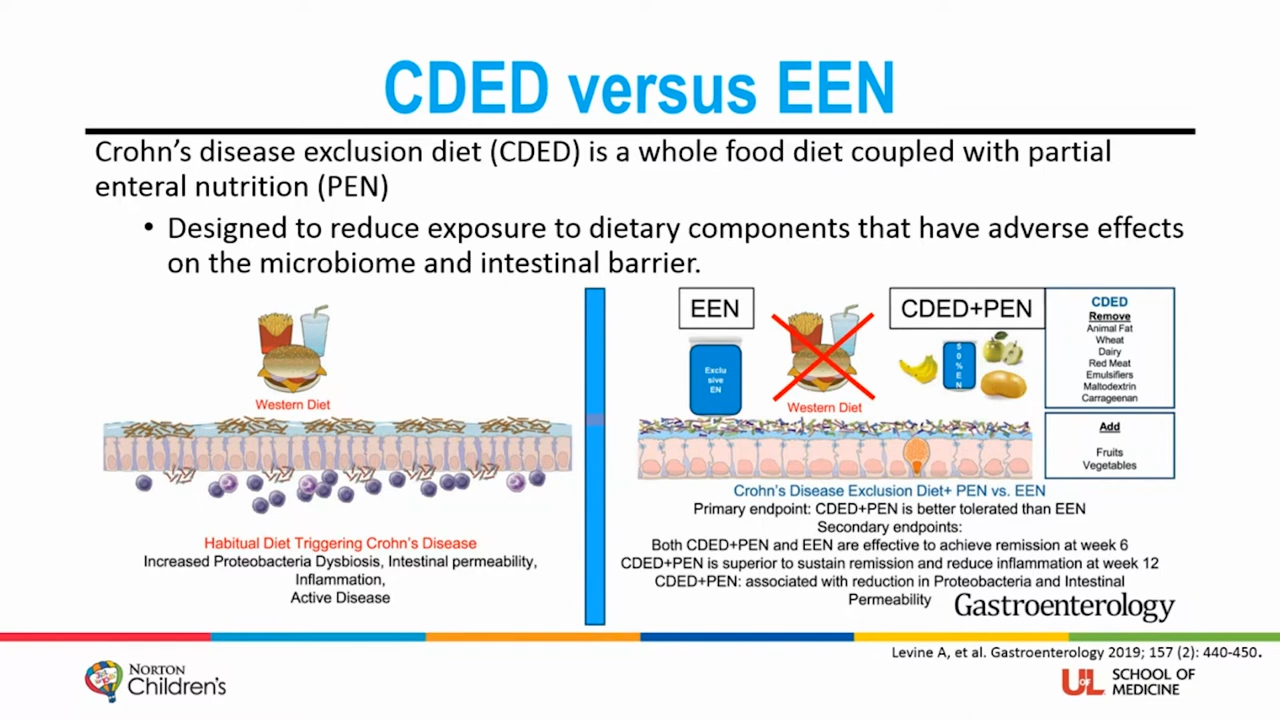 CDED versus EEN
Crohn’s disease exclusion diet (CDED) is a whole food diet coupled with partial
enteral nutrition (PEN)
• Designed to reduce exposure to dietary components that have adverse effects
on the microbiome and intestinal barrier.
Western Diet
Habitual Diet Triggering Crohn's Disease
Increased Proteobacteria Dysbiosis, Intestinal permeability,
Inflammation,
Active Disease
EEN
Exclu
sive
EN
Western Diet
CDED+PEN
5
0
%
E
N
CDED
Remove
Animal Fat
Wheat
Dairy
Red Meat
Emulsifiers
Maltodextrin
Carrageenan
Add
Fruits
Vegetables
Crohn's Disease Exclusion Diet+ PEN vs. EEN
Primary endpoint: CDED+PEN is better tolerated than EEN
Secondary endpoints:
Both CDED+PEN and EEN are effective to achieve remission at week 6
CDED+PEN is superior to sustain remission and reduce inflammation at week 12
CDED+PEN: associated with reduction in Proteobacteria and Intestinal
Permeability
Gastroenterology
Levine A, et al. Gastroenterology 2019; 157 (2): 440-450.
NORTON
Children's
UofL
SCHOOL OF
MEDICINE